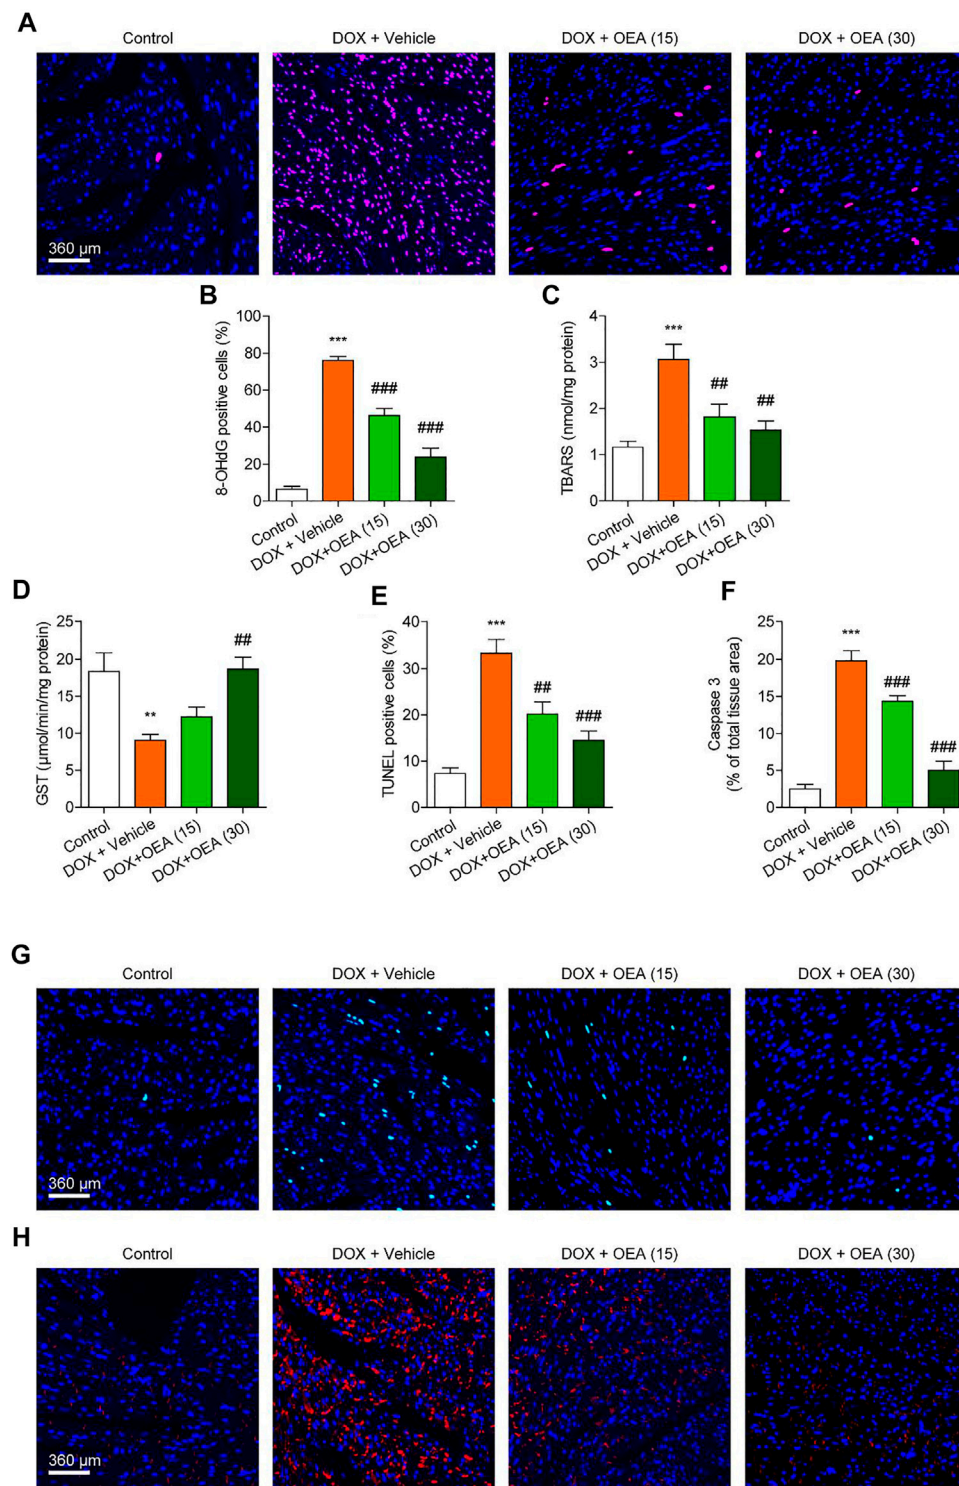 A
Control
DOX + Vehicle
DOX + OEA (15)
DOX + OEA (30)
360 µm
B
8-OHdG positive cells (%)
100
80
60
40
20
0
***
###
###
Control
DOX + Vehicle
DOX+OEA (15)
DOX+OEA (30)
C
TBARS (nmol/mg protein)
4
3
2
1
0
***
##
##
Control
DOX + Vehicle
DOX+OEA (15)
DOX+OEA (30)
D
GST (µmol/min/mg protein)
25
20
15
10
5
0
**
##
Control
DOX + Vehicle
DOX+OEA (15)
DOX+OEA (30)
E
TUNEL positive cells (%)
40
30
20
10
0
***
##
###
Control
DOX + Vehicle
DOX+OEA (15)
DOX+OEA (30)
F
Caspase 3
(% of total tissue area)
25
20
15
10
5
0
***
###
###
Control
DOX + Vehicle
DOX+OEA (15)
DOX+OEA (30)
G
Control
DOX + Vehicle
DOX + OEA (15)
DOX + OEA (30)
360 µm
H
Control
DOX + Vehicle
DOX + OEA (15)
DOX + OEA (30)
360 µm